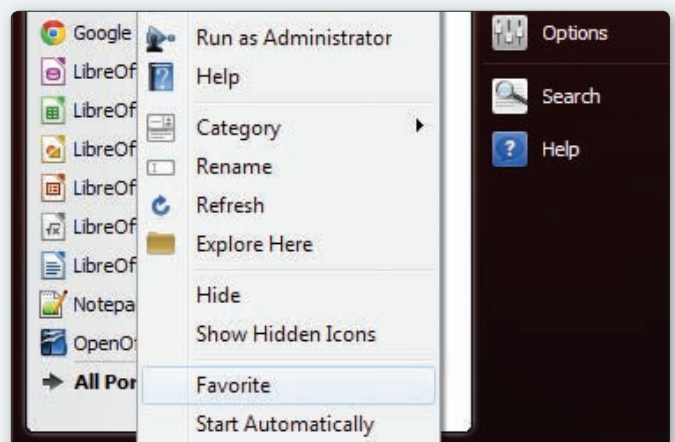 Google
LibreOf
LibreOf
LibreOf
LibreOf
LibreOf
LibreOf
Notepa
OpenO
All Por
Run as Administrator
Help
Category
Rename
Refresh
Explore Here
Hide
Show Hidden Icons
Favorite
Start Automatically
Options
Search
Help